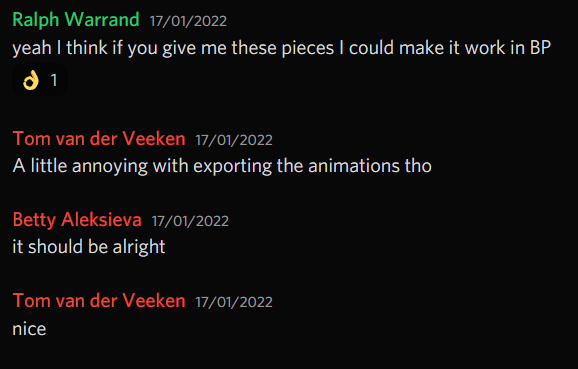 Ralph Warrand 17/01/2022
yeah I think if you give me these pieces I could make it work in BP
👌 1
Tom van der Veeken 17/01/2022
A little annoying with exporting the animations tho
Betty Aleksieva 17/01/2022
it should be alright
Tom van der Veeken 17/01/2022
nice